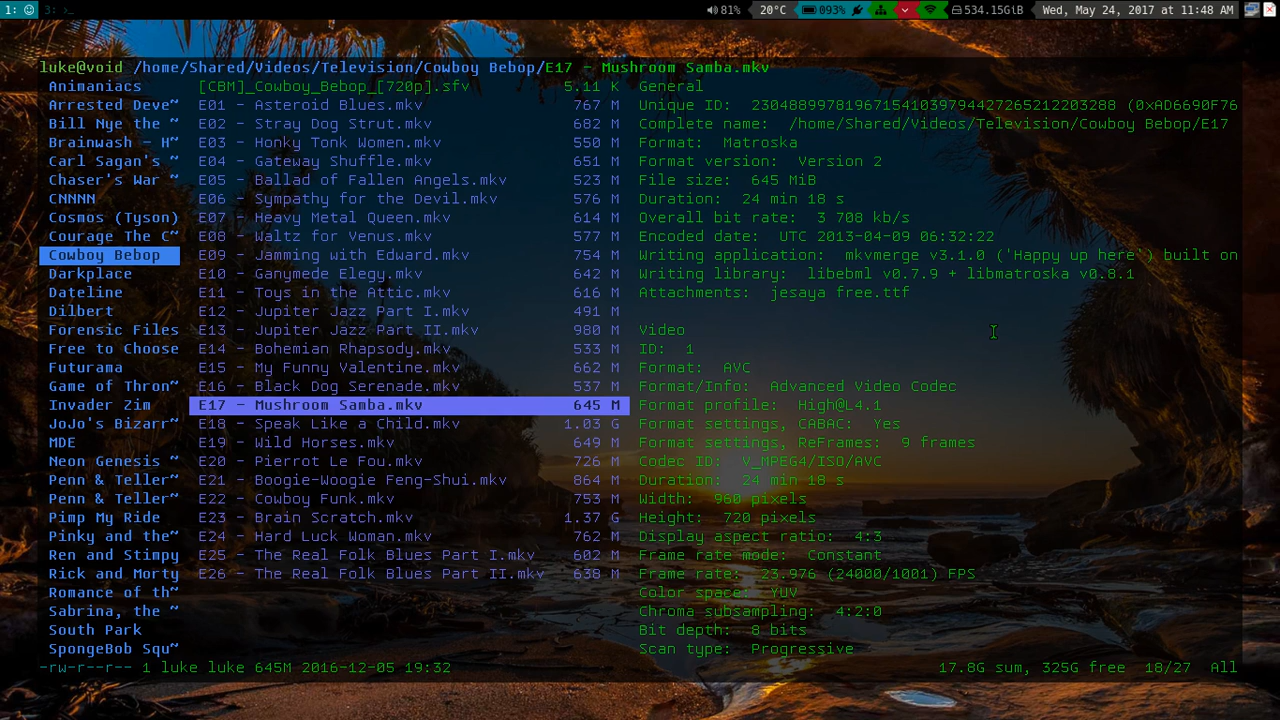 1: 3: >_ 81% 20°C 093% 534.15GiB Wed, May 24, 2017 at 11:48 AM
luke@void /home/Shared/Videos/Television/Cowboy Bebop/E17 - Mushroom Samba.mkv
Animaniacs [CBM]_Cowboy_Bebop_[720p].sfv 5.11 K General
Arrested Deve~ E01 - Asteroid Blues.mkv 767 M Unique ID: 230488997819671541039794427265212203288 (0xAD6690F76
Bill Nye the ~ E02 - Stray Dog Strut.mkv 682 M Complete name: /home/Shared/Videos/Television/Cowboy Bebop/E17
Brainwash - H~ E03 - Honky Tonk Women.mkv 550 M Format: Matroska
Carl Sagan's ~ E04 - Gateway Shuffle.mkv 651 M Format version: Version 2
Chaser's War ~ E05 - Ballad of Fallen Angels.mkv 523 M File size: 645 MiB
CNNNN E06 - Sympathy for the Devil.mkv 576 M Duration: 24 min 18 s
Cosmos (Tyson) E07 - Heavy Metal Queen.mkv 614 M Overall bit rate: 3 708 kb/s
Courage The C~ E08 - Waltz for Venus.mkv 577 M Encoded date: UTC 2013-04-09 06:32:22
Cowboy Bebop E09 - Jamming with Edward.mkv 754 M Writing application: mkvmerge v3.1.0 ('Happy up here') built on
Darkplace E10 - Ganymede Elegy.mkv 642 M Writing library: libebml v0.7.9 + libmatroska v0.8.1
Dateline E11 - Toys in the Attic.mkv 616 M Attachments: jesaya free.ttf
Dilbert E12 - Jupiter Jazz Part I.mkv 491 M
Forensic Files E13 - Jupiter Jazz Part II.mkv 980 M Video
Free to Choose E14 - Bohemian Rhapsody.mkv 533 M ID: 1
Futurama E15 - My Funny Valentine.mkv 662 M Format: AVC
Game of Thron~ E16 - Black Dog Serenade.mkv 537 M Format/Info: Advanced Video Codec
Invader Zim E17 - Mushroom Samba.mkv 645 M Format profile: High@L4.1
JoJo's Bizarr~ E18 - Speak Like a Child.mkv 1.03 G Format settings, CABAC: Yes
MDE E19 - Wild Horses.mkv 649 M Format settings, ReFrames: 9 frames
Neon Genesis ~ E20 - Pierrot Le Fou.mkv 726 M Codec ID: V_MPEG4/ISO/AVC
Penn & Teller~ E21 - Boogie-Woogie Feng-Shui.mkv 864 M Duration: 24 min 18 s
Penn & Teller~ E22 - Cowboy Funk.mkv 753 M Width: 960 pixels
Pimp My Ride E23 - Brain Scratch.mkv 1.37 G Height: 720 pixels
Pinky and the~ E24 - Hard Luck Woman.mkv 762 M Display aspect ratio: 4:3
Ren and Stimpy E25 - The Real Folk Blues Part I.mkv 602 M Frame rate mode: Constant
Rick and Morty E26 - The Real Folk Blues Part II.mkv 638 M Frame rate: 23.976 (24000/1001) FPS
Romance of th~ Color space: YUV
Sabrina, the ~ Chroma subsampling: 4:2:0
South Park Bit depth: 8 bits
SpongeBob Squ~ Scan type: Progressive
-rw-r--r-- 1 luke luke 645M 2016-12-05 19:32 17.8G sum, 325G free 18/27 All